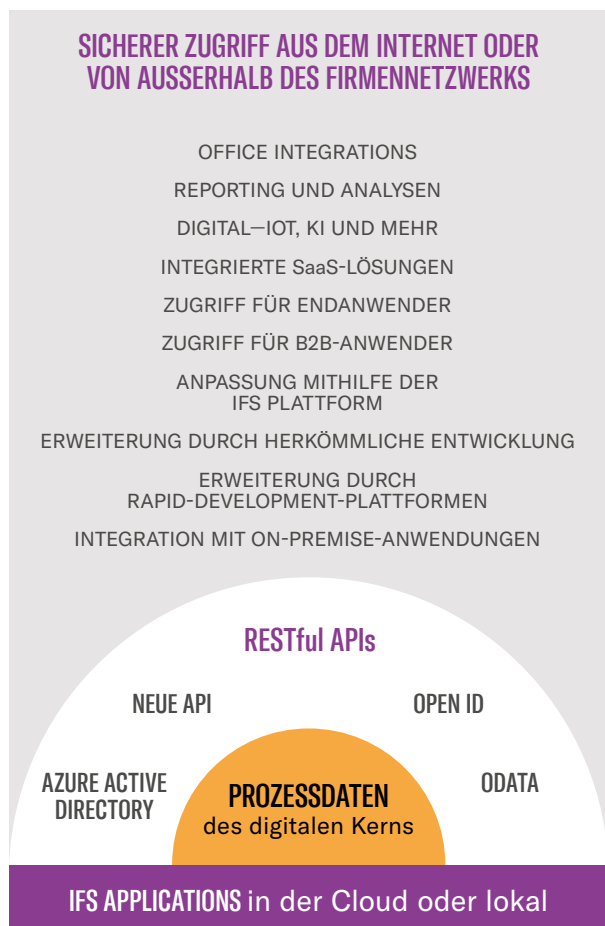 SICHERER ZUGRIFF AUS DEM INTERNET ODER
VON AUSSERHALB DES FIRMENNETZWERKS
OFFICE INTEGRATIONS
REPORTING UND ANALYSEN
DIGITAL—IOT, KI UND MEHR
INTEGRIERTE SaaS-LÖSUNGEN
ZUGRIFF FÜR ENDANWENDER
ZUGRIFF FÜR B2B-ANWENDER
ANPASSUNG MITHILFE DER
IFS PLATTFORM
ERWEITERUNG DURCH HERKÖMMLICHE ENTWICKLUNG
ERWEITERUNG DURCH
RAPID-DEVELOPMENT-PLATTFORMEN
INTEGRATION MIT ON-PREMISE-ANWENDUNGEN
RESTful APIs
NEUE API
OPEN ID
AZURE ACTIVE
DIRECTORY
PROZESSDATEN
des digitalen Kerns
ODATA
IFS APPLICATIONS in der Cloud oder lokal